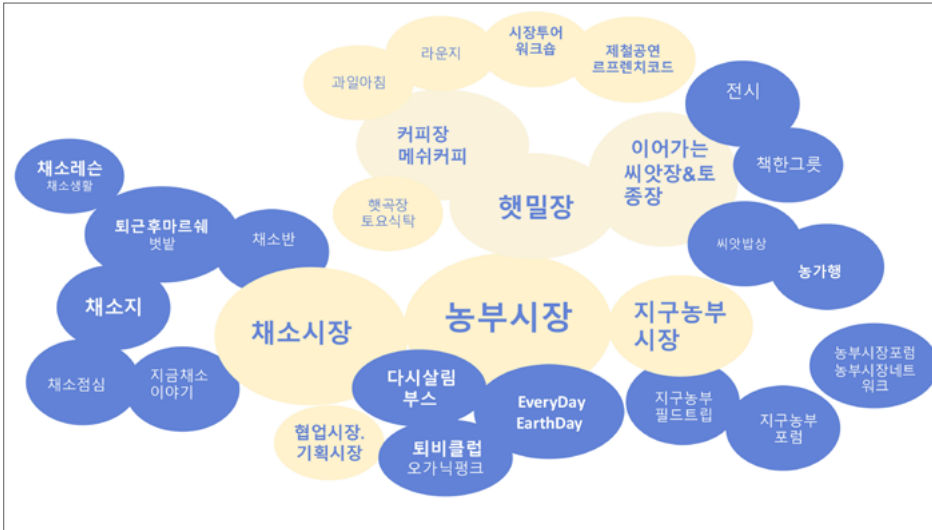 시장투어
워크숍
라운지
제철공연
르프렌치코드
과일아침
전시
커피장
메쉬커피
이어가는
씨앗장&토
종장
책한그릇
채소레슨
채소생활
햇밀장
햇곡장
토요식탁
퇴근후마르쉐
벗밭
채소반
씨앗밥상
농가행
채소지
채소시장
농부시장
지구농부
시장
농부시장포럼
농부시장네트
워크
채소점심
지금채소
이야기
다시살림
부스
EveryDay
EarthDay
지구농부
필드트립
지구농부
포럼
협업시장.
기획시장
퇴비클럽
오가닉펑크